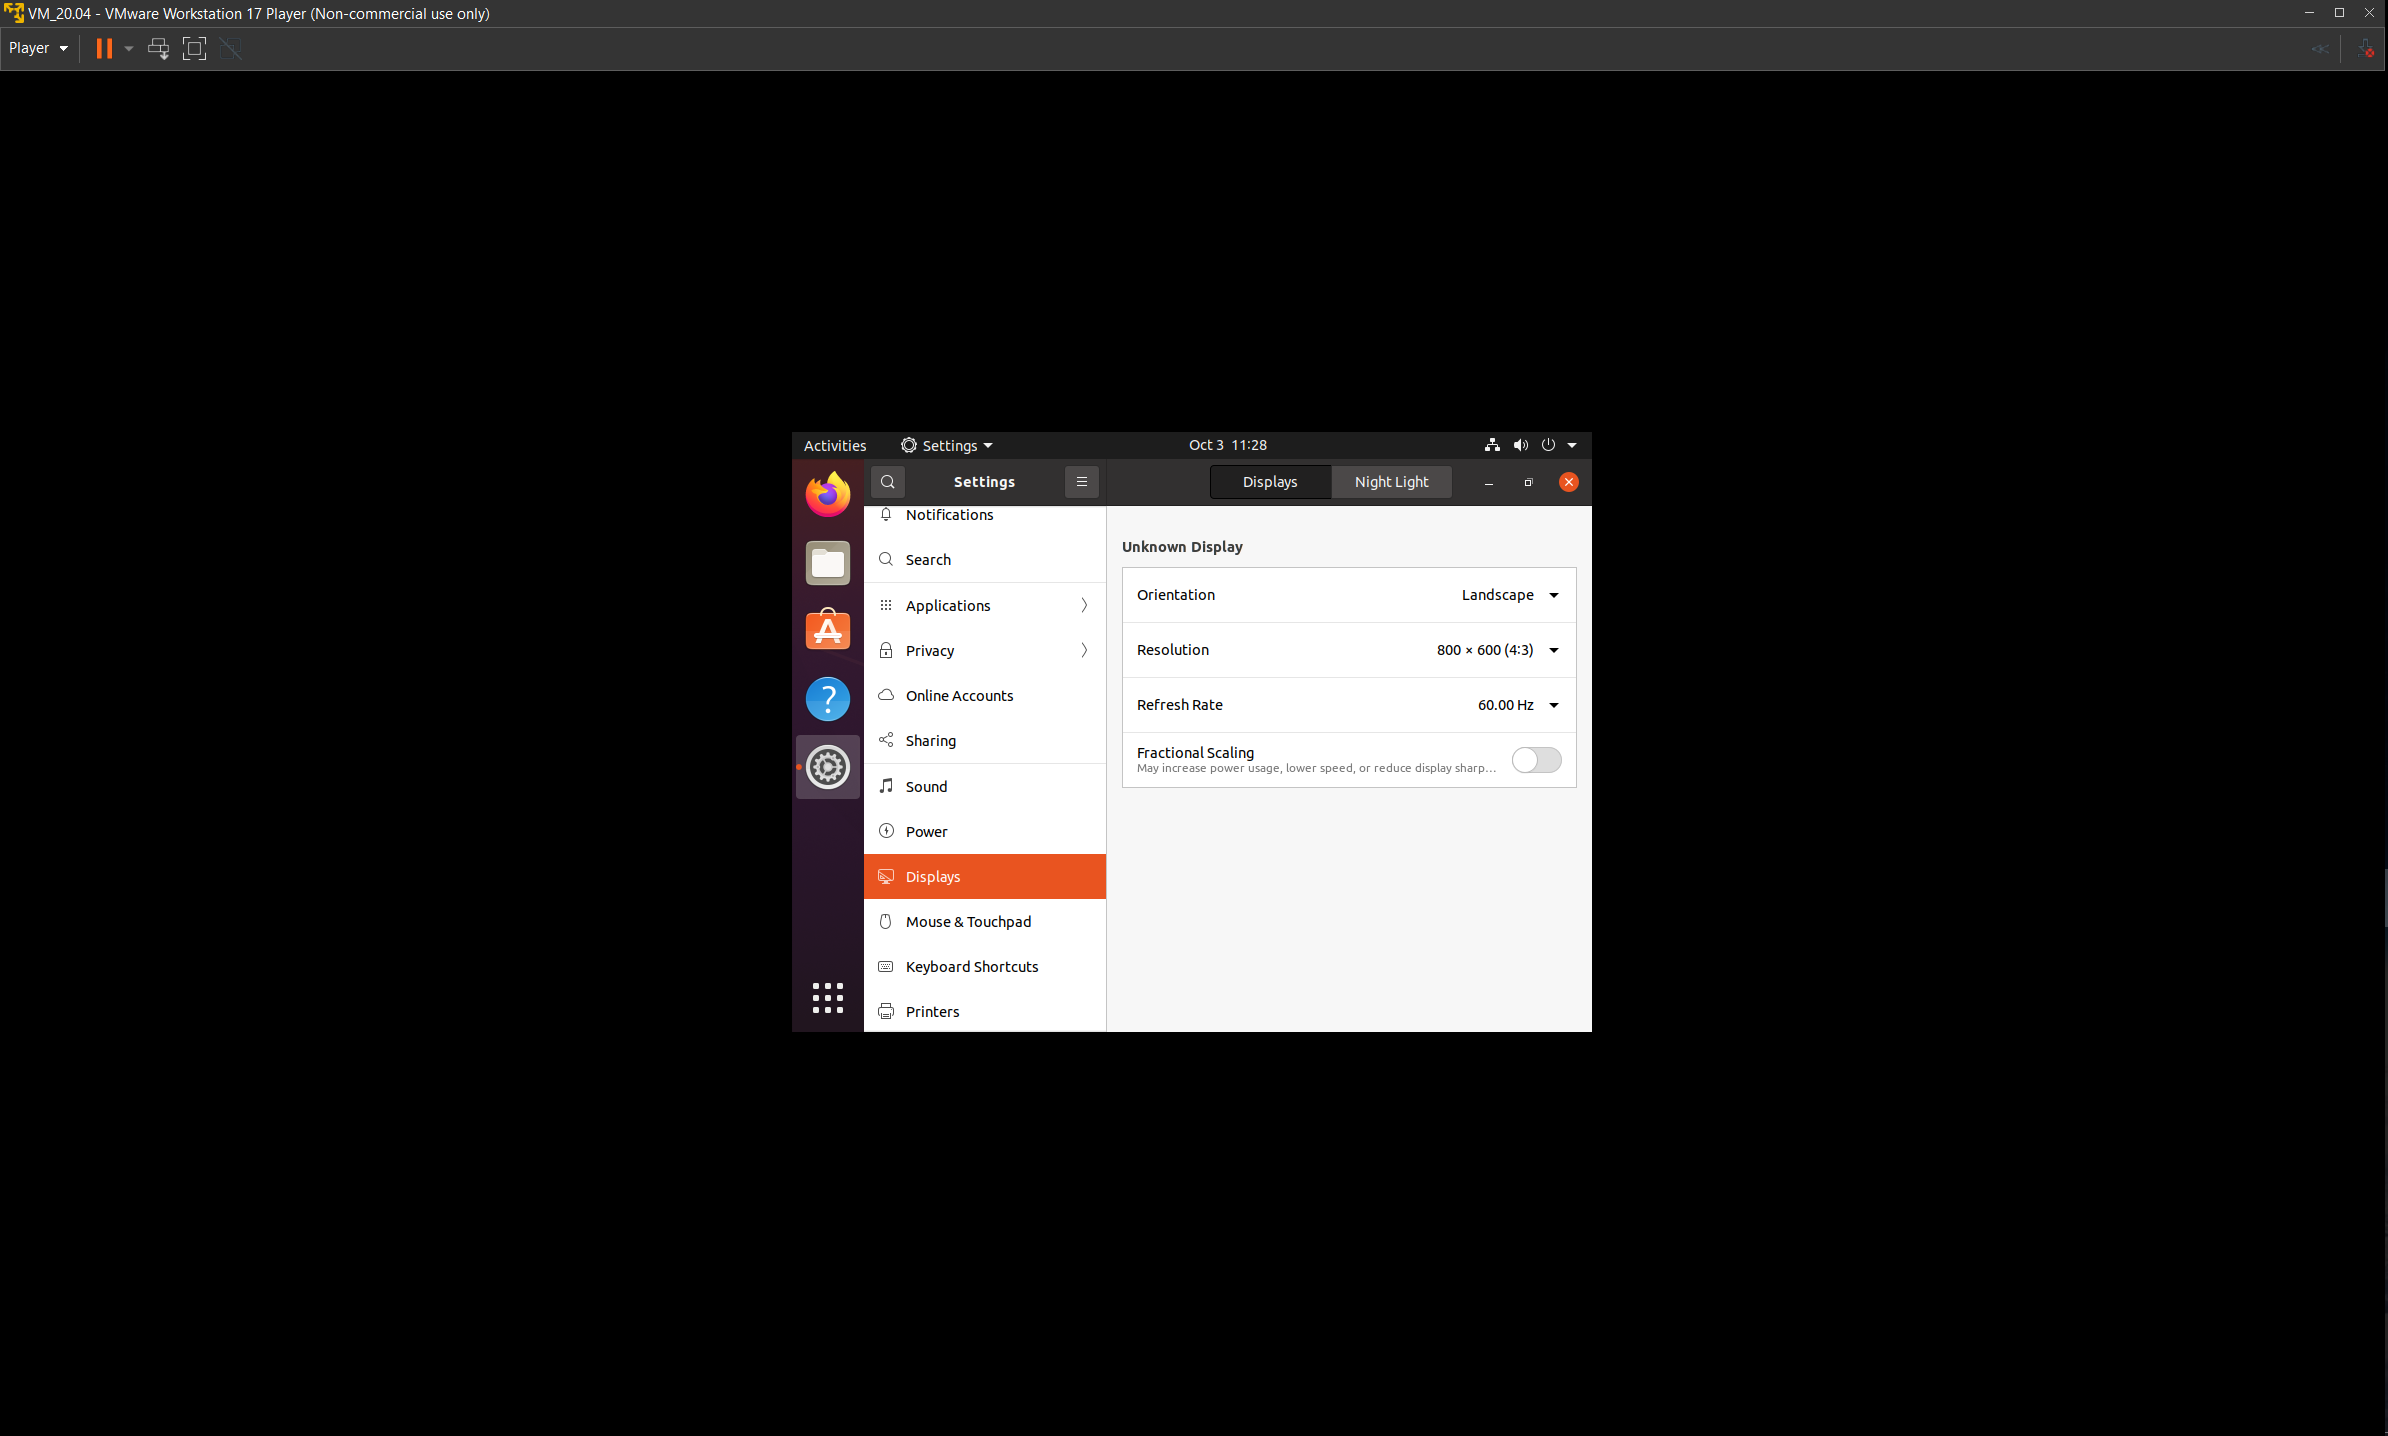 VM_20.04 - VMware Workstation 17 Player (Non-commercial use only)
Player
Activities
Settings
Oct 3 11:28
Settings
Displays
Night Light
Notifications
Search
Applications
Privacy
Online Accounts
Sharing
Sound
Power
Displays
Mouse & Touchpad
Keyboard Shortcuts
Printers
Unknown Display
Orientation
Landscape
Resolution
800 × 600 (4:3)
Refresh Rate
60.00 Hz
Fractional Scaling
May increase power usage, lower speed, or reduce display sharp…